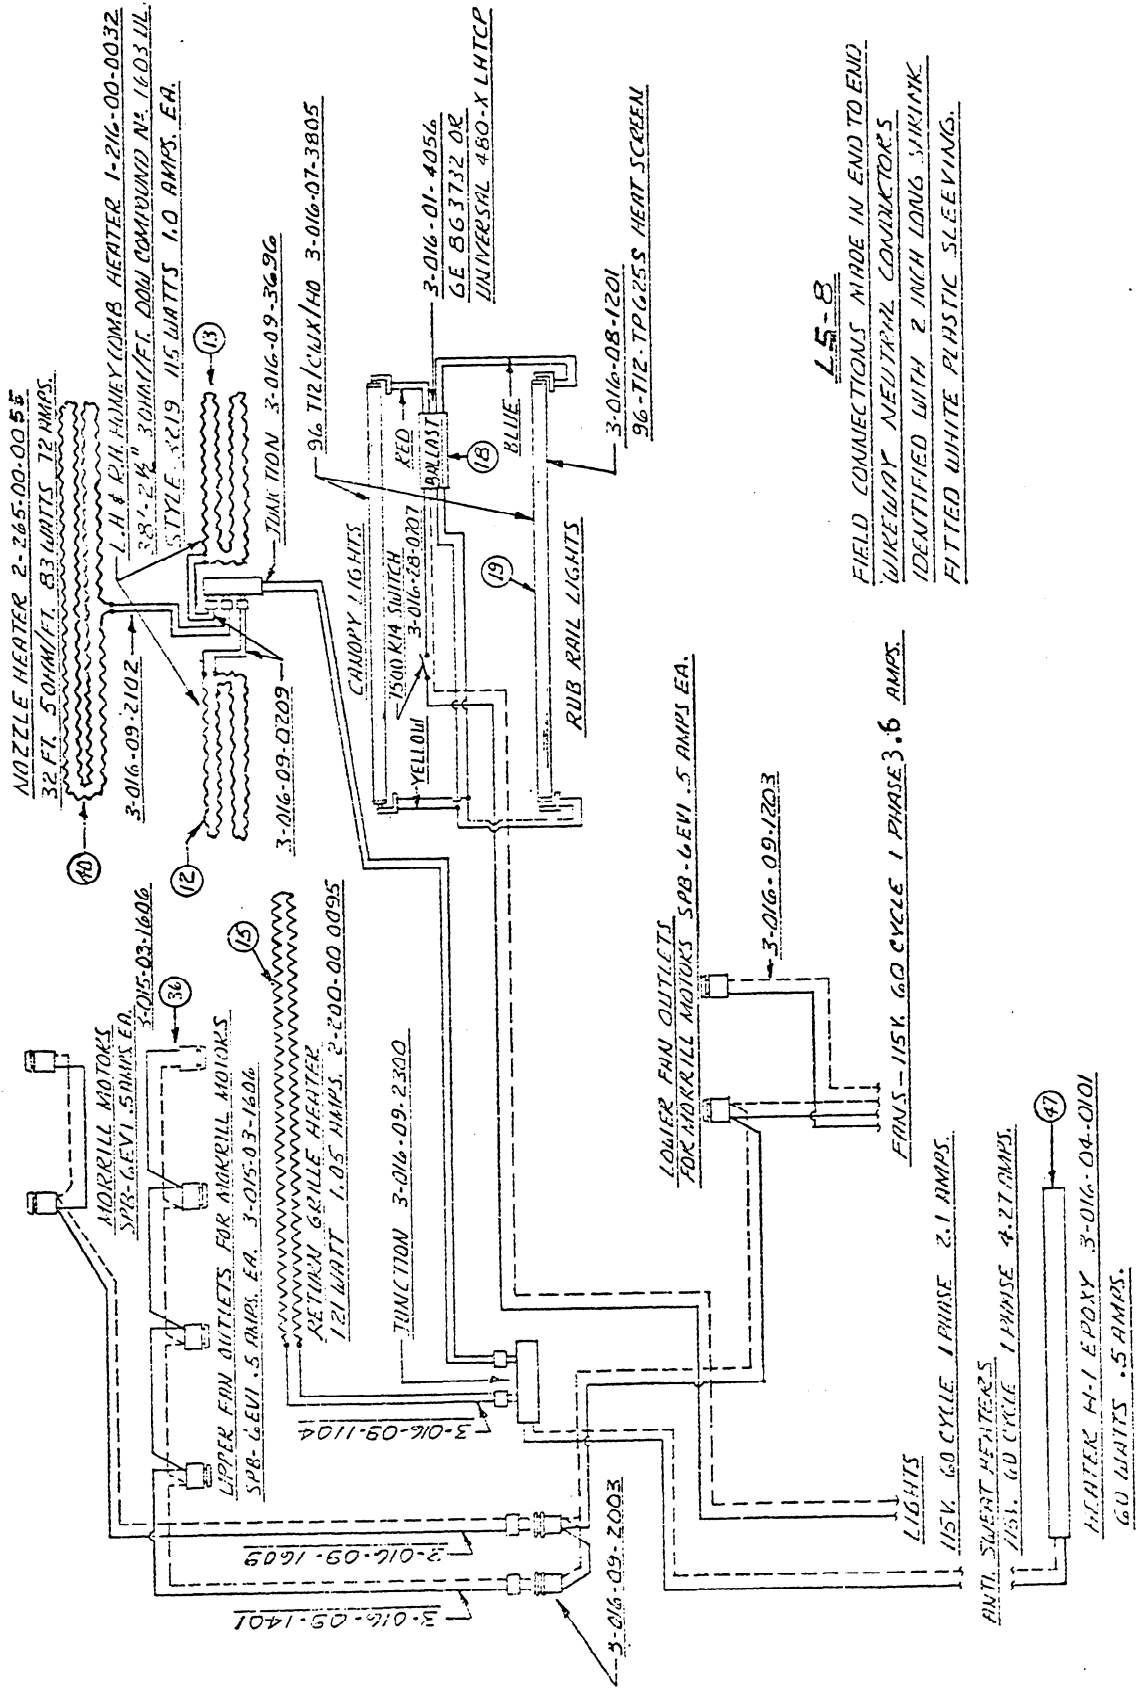 NOZZLE HEATER 2-265-00-0055
32 FT. 5 OHM/FT. 83 WATTS .72 AMPS.
40
3-016-09-2102
L.H & R.H. HONEYCOMB HEATER 1-216-00-0032
38'-2½" 3 OHM/FT. DOW COMPOUND Nº 1603 UL.
STYLE 3219 115 WATTS 1.0 AMPS. EA.
13
12
3-016-09-0209
JUNCTION 3-016-09-3696
96 T12/CWX/HO 3-016-07-3805
CANOPY LIGHTS
1500 K14 SWITCH
3-016-28-0707
YELLOW
RED
BALLAST
3-016-01-4056
GE 8G3732 OR
UNIVERSAL 480-X LHTCP
18
BLUE
19
RUB RAIL LIGHTS
3-016-08-1201
96-T12-TPG25S HEAT SCREEN
MORRILL MOTORS
SPB-6EV1 .5 AMPS EA.
3-015-03-1606
36
UPPER FAN OUTLETS FOR MORRILL MOTORS
SPB-6EV1 .5 AMPS. EA. 3-015-03-1606
15
RETURN GRILLE HEATER
121 WATT 1.05 AMPS. 2-200-00 0095
JUNCTION 3-016-09-2300
3-016-09-1104
3-016-09-1609
3-016-09-1401
3-016-09-2003
LOWER FAN OUTLETS
FOR MORRILL MOTORS SPB-6EV1 .5 AMPS EA.
3-016-09-1203
FANS-115V. 60 CYCLE 1 PHASE 3.6 AMPS.
LIGHTS
115V. 60 CYCLE 1 PHASE 2.1 AMPS.
ANTI SWEAT HEATERS
115V. 60 CYCLE 1 PHASE 4.27 AMPS.
47
HEATER H-1 EPOXY 3-016-04-0101
60 WATTS .5 AMPS.
L5-8
FIELD CONNECTIONS MADE IN END TO END
WIREWAY NEUTRAL CONDUCTORS
IDENTIFIED WITH 2 INCH LONG SHRINK
FITTED WHITE PLASTIC SLEEVING.